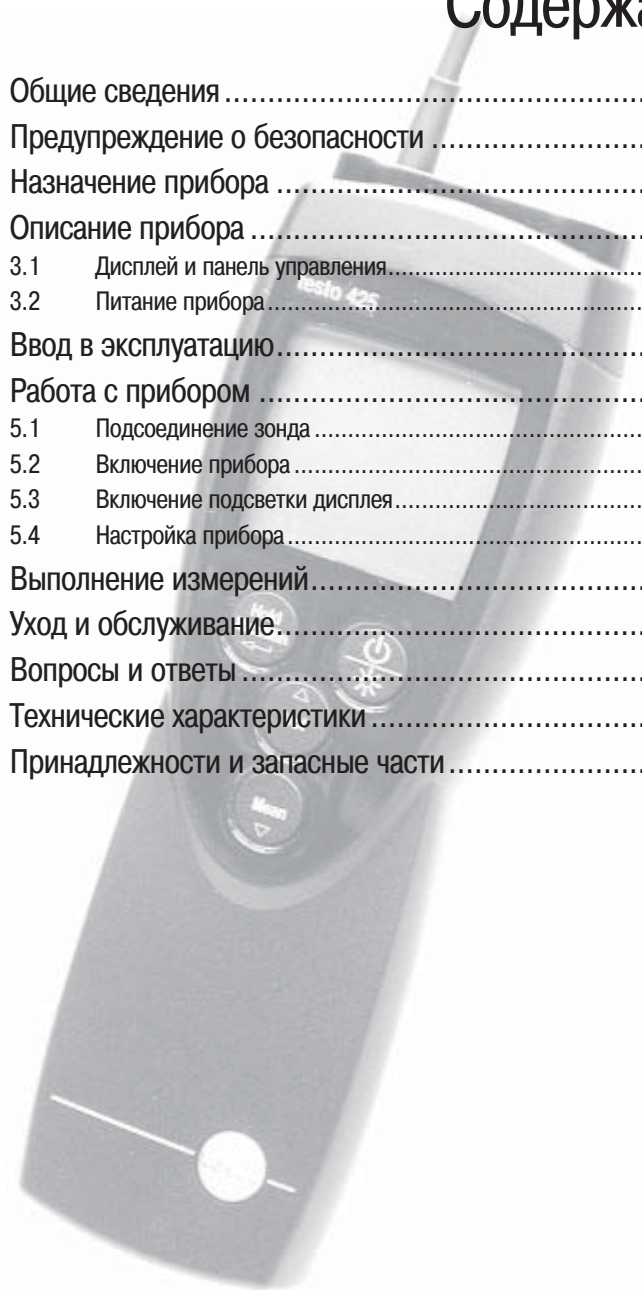 Содержа
Общие сведения
Предупреждение о безопасности
Назначение прибора
Описание прибора
3.1 Дисплей и панель управления
3.2 Питание прибора
testo 425
Ввод в эксплуатацию
Работа с прибором
5.1 Подсоединение зонда
5.2 Включение прибора
5.3 Включение подсветки дисплея
5.4 Настройка прибора
Выполнение измерений
Hold
Уход и обслуживание
Вопросы и ответы
Технические характеристики
Принадлежности и запасные части
Mean